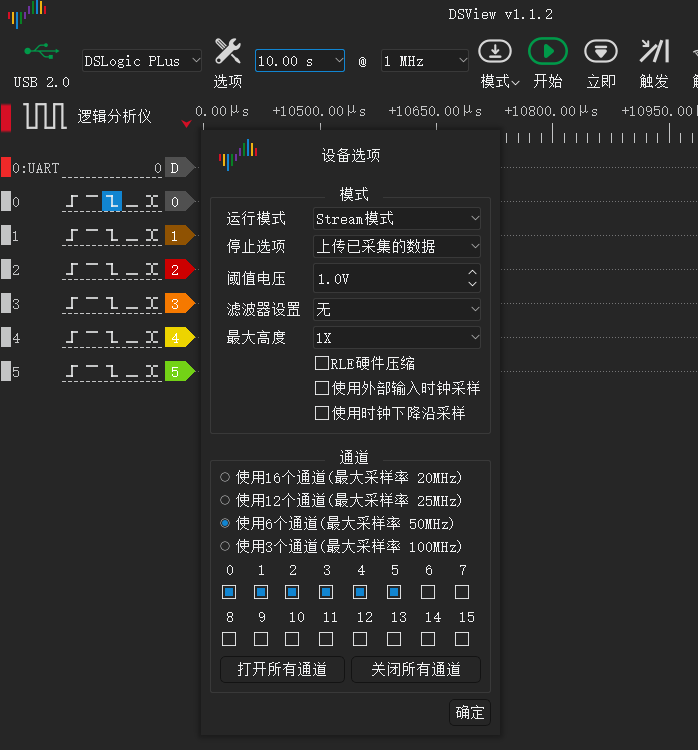 DSView v1.1.2
USB 2.0
DSLogic PLus
选项
10.00 s
@
1 MHz
模式
开始
立即
触发
逻辑分析仪
0.00μs
+10500.00μs
+10650.00μs
+10800.00μs
+10950.00
0:UART
0
D
0
0
1
1
2
2
3
3
4
4
5
5
设备选项
模式
运行模式
Stream模式
停止选项
上传已采集的数据
阈值电压
1.0V
滤波器设置
无
最大高度
1X
RLE硬件压缩
使用外部输入时钟采样
使用时钟下降沿采样
通道
使用16个通道(最大采样率 20MHz)
使用12个通道(最大采样率 25MHz)
使用6个通道(最大采样率 50MHz)
使用3个通道(最大采样率 100MHz)
0 1 2 3 4 5 6 7
8 9 10 11 12 13 14 15
打开所有通道
关闭所有通道
确定